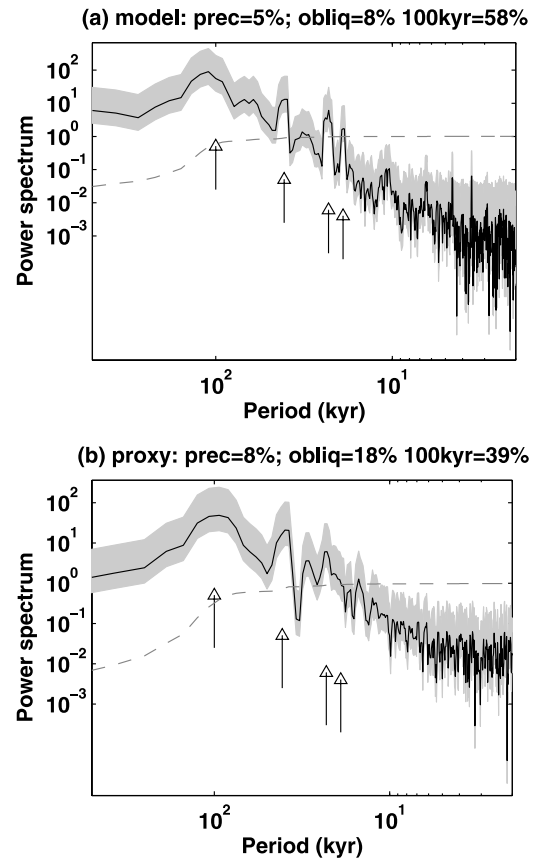 (a) model: prec=5%; obliq=8% 100kyr=58%
Power spectrum
10²
10¹
10⁰
10⁻¹
10⁻²
10⁻³
10² 10¹
Period (kyr)
(b) proxy: prec=8%; obliq=18% 100kyr=39%
Power spectrum
10²
10¹
10⁰
10⁻¹
10⁻²
10⁻³
10² 10¹
Period (kyr)